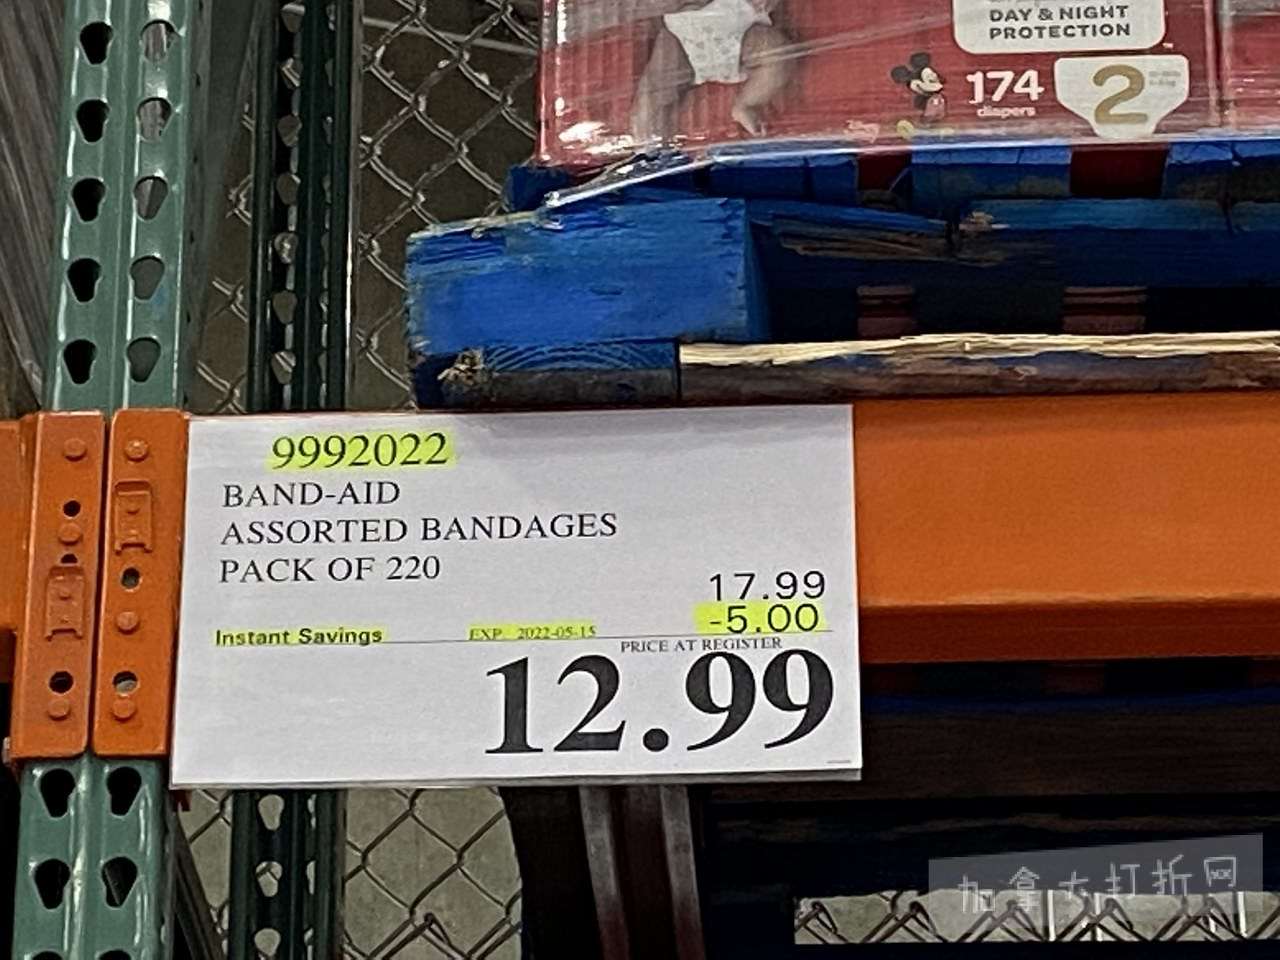 DAY & NIGHT
PROTECTION
174
diapers
2
9992022
BAND-AID
ASSORTED BANDAGES
PACK OF 220
17.99
-5.00
Instant Savings EXP. 2022-05-15
PRICE AT REGISTER
12.99
加拿大打折网